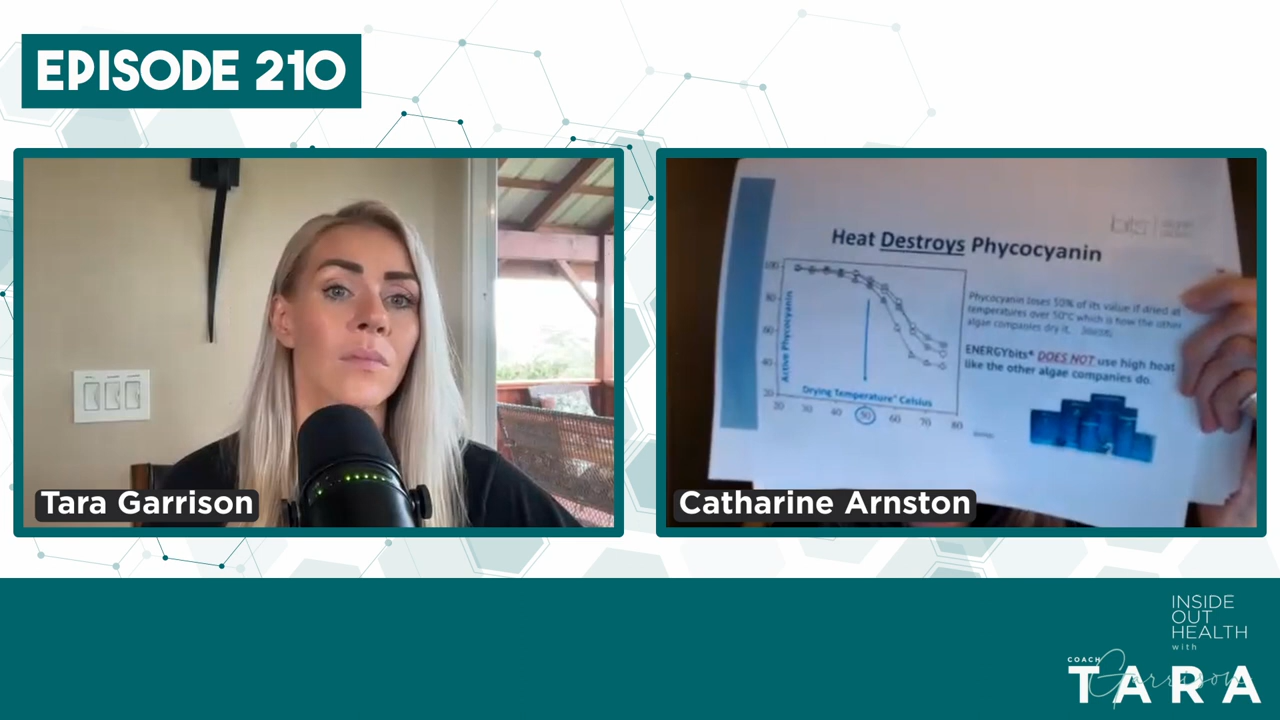 EPISODE 210
bits
Heat Destroys Phycocyanin
100
80
60
40
20
Active Phycocyanin
Drying Temperature° Celsius
20 30 40 50 60 70 80
Phycocyanin loses 50% of its value if dried at
temperatures over 50°C which is how the other
algae companies dry it.
ENERGYbits® DOES NOT use high heat
like the other algae companies do.
Tara Garrison
Catharine Arnston
INSIDE
OUT
HEALTH
with
COACH
Garrison
TARA